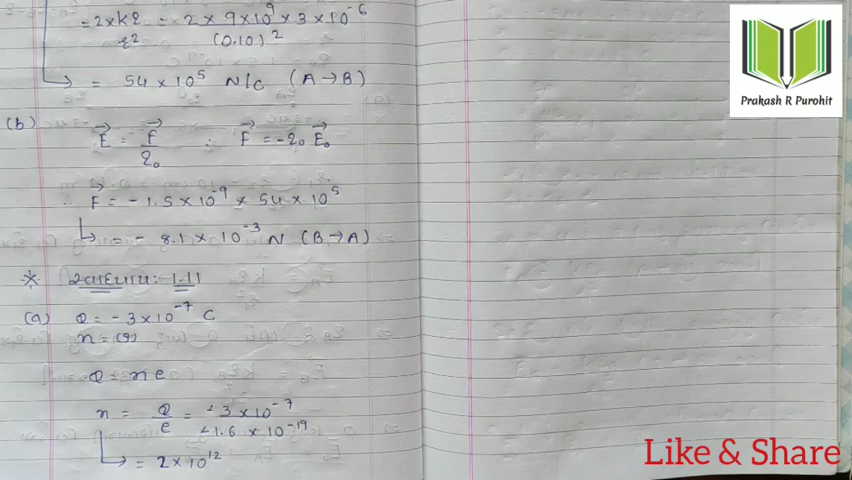 = 2×kq = 2 × 9×10⁹ × 3 × 10⁻⁶
r² (0.10)²
↳ = 54 × 10⁵ N/C (A → B)
(b) E⃗ = F⃗ ∴ F⃗ = -q₀ E⃗₀
q₀
∴ F⃗ = - 1.5 × 10⁻⁹ × 54 × 10⁵
↳ = - 8.1 × 10⁻³ N (B → A)
* સ્વાધ્યાય: 1.11
(a) Q = - 3 × 10⁻⁷ C
n = (?)
Q = ne
n = Q = - 3 × 10⁻⁷
e - 1.6 × 10⁻¹⁹
↳ = 2 × 10¹²
Prakash R Purohit
Like & Share